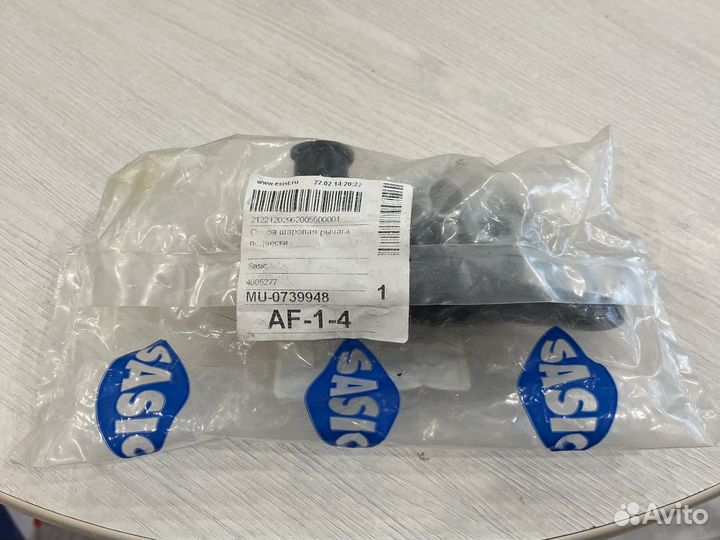 www.exist.ru 22.02 14:20:22
21221202962005500001
Опора шаровая рычага
подвески
Sasic
4005277
MU-0739948 1
AF-1-4
SASIC
SASIC
SASIC
Avito